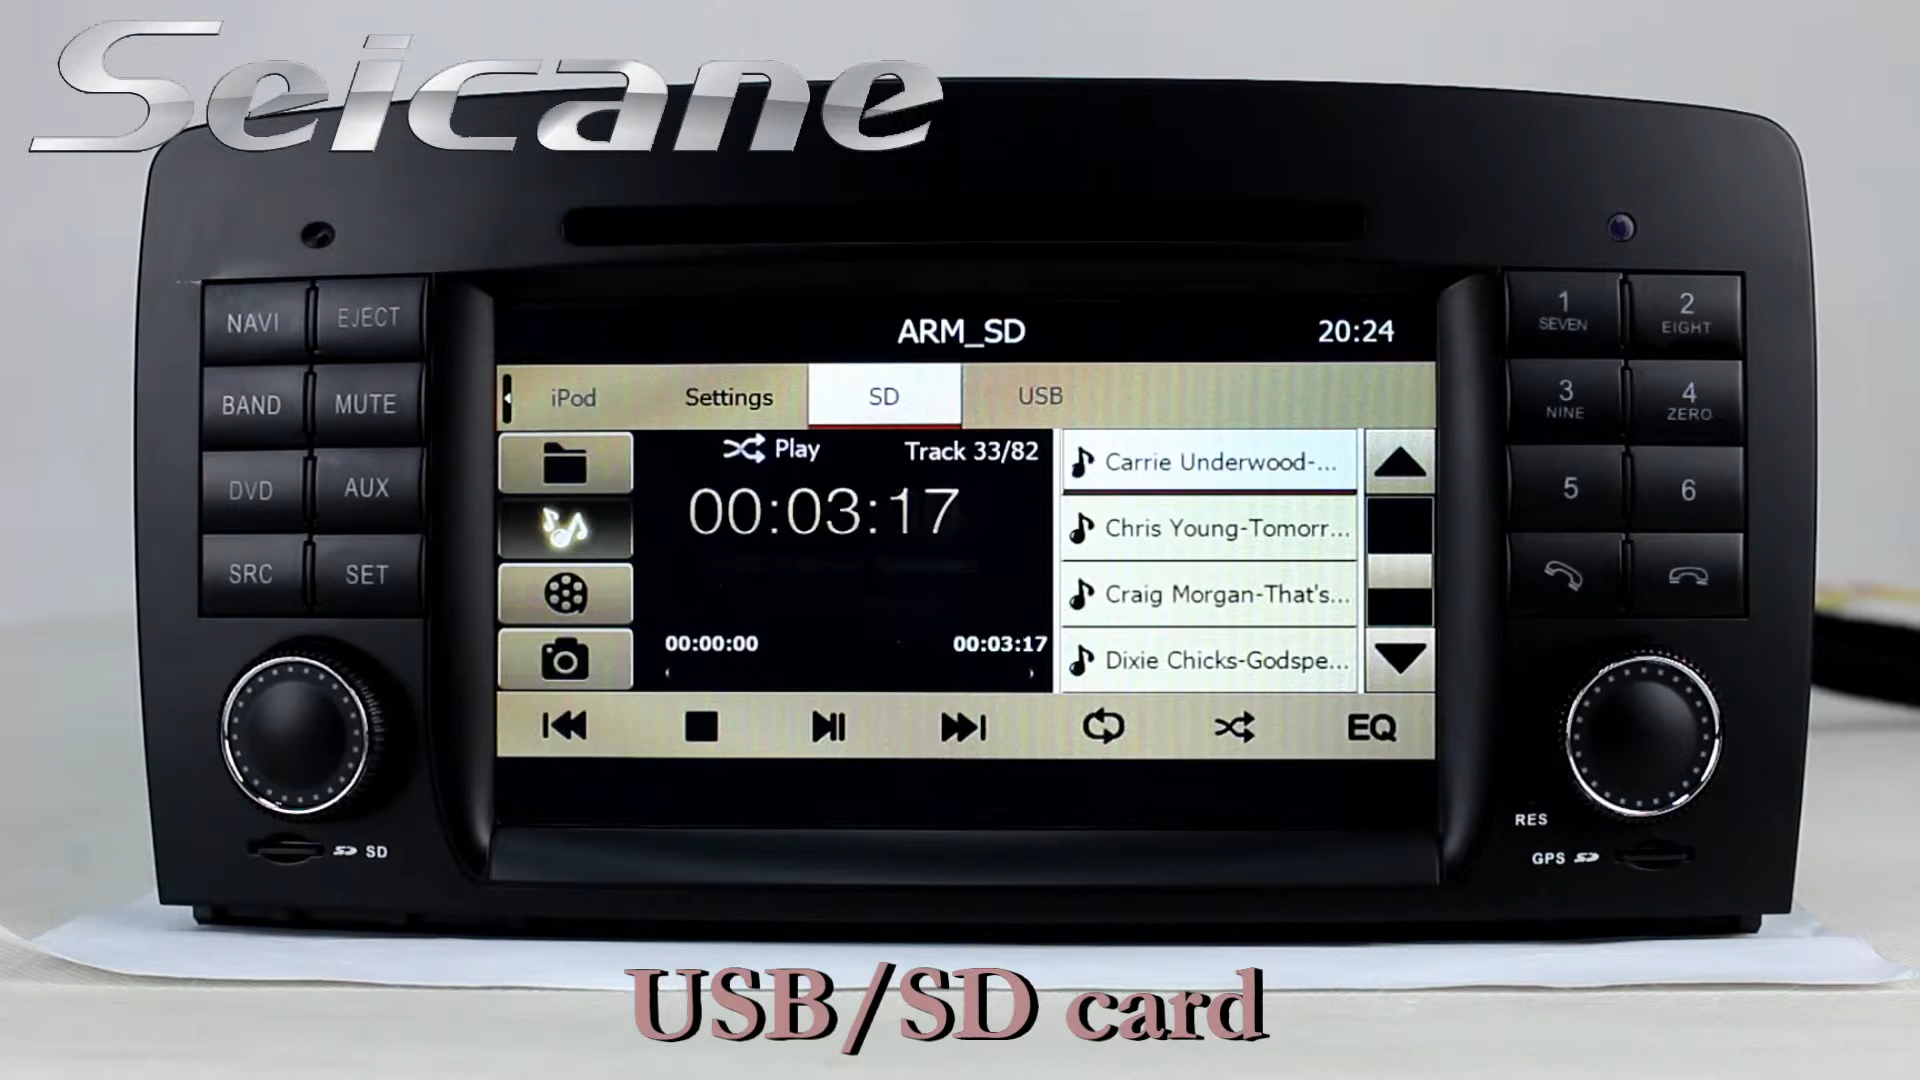 Seicane
NAVI
EJECT
BAND
MUTE
DVD
AUX
SRC
SET
SD
ARM_SD
20:24
iPod
Settings
SD
USB
Play
Track 33/82
00:03:17
00:00:00
00:03:17
Carrie Underwood-...
Chris Young-Tomorr...
Craig Morgan-That's...
Dixie Chicks-Godspe...
EQ
1
SEVEN
2
EIGHT
3
NINE
4
ZERO
5
6
RES
GPS
USB/SD card